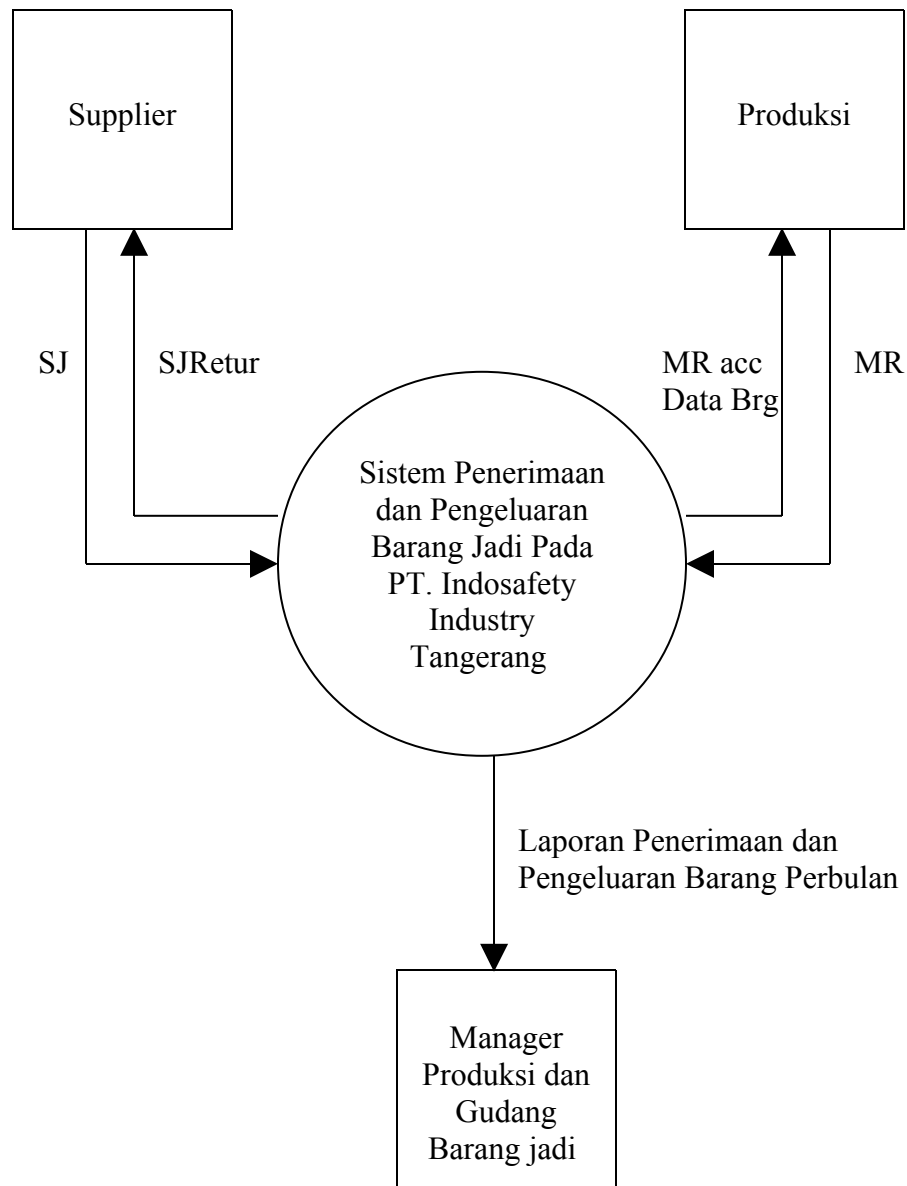 Supplier
Produksi
SJ
SJRetur
MR acc
Data Brg
MR
Sistem Penerimaan
dan Pengeluaran
Barang Jadi Pada
PT. Indosafety
Industry
Tangerang
Laporan Penerimaan dan
Pengeluaran Barang Perbulan
Manager
Produksi dan
Gudang
Barang jadi